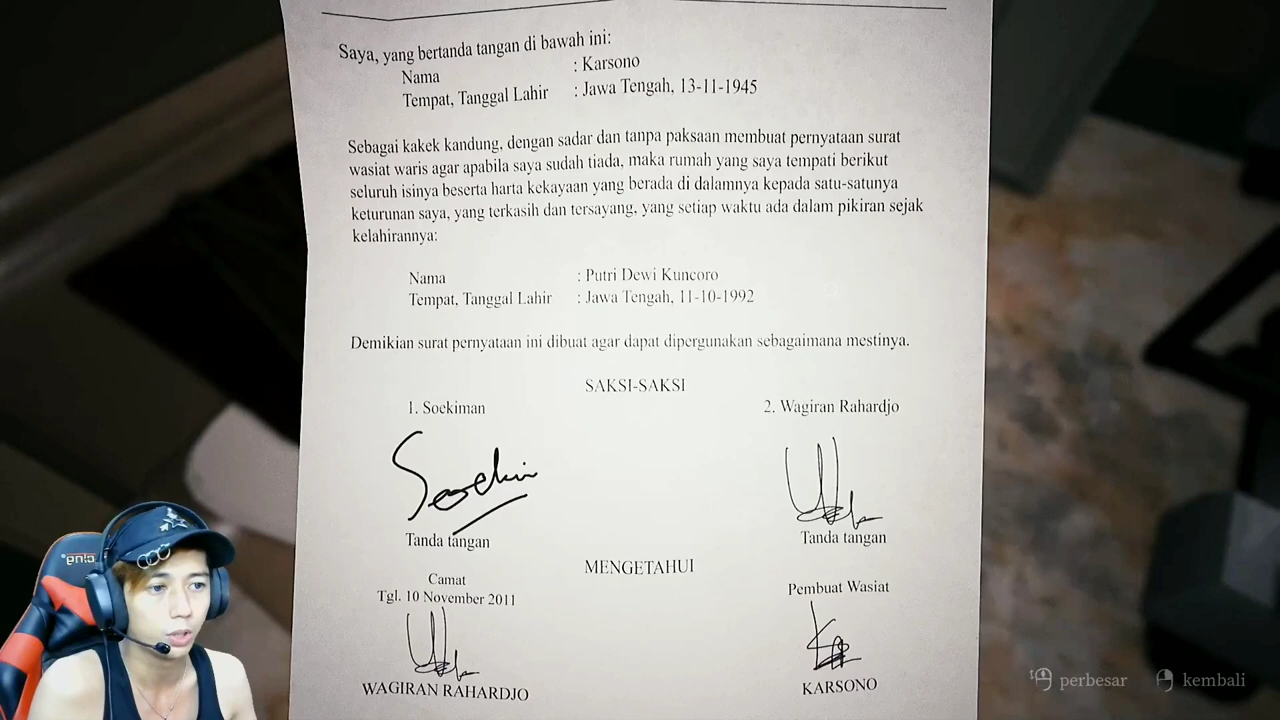 Saya, yang bertanda tangan di bawah ini:
Nama : Karsono
Tempat, Tanggal Lahir : Jawa Tengah, 13-11-1945
Sebagai kakek kandung, dengan sadar dan tanpa paksaan membuat pernyataan surat
wasiat waris agar apabila saya sudah tiada, maka rumah yang saya tempati berikut
seluruh isinya beserta harta kekayaan yang berada di dalamnya kepada satu-satunya
keturunan saya, yang terkasih dan tersayang, yang setiap waktu ada dalam pikiran sejak
kelahirannya:
Nama : Putri Dewi Kuncoro
Tempat, Tanggal Lahir : Jawa Tengah, 11-10-1992
Demikian surat pernyataan ini dibuat agar dapat dipergunakan sebagaimana mestinya.
SAKSI-SAKSI
1. Soekiman 2. Wagiran Rahardjo
Tanda tangan Tanda tangan
MENGETAHUI
Camat Pembuat Wasiat
Tgl. 10 November 2011
WAGIRAN RAHARDJO KARSONO
perbesar kembali